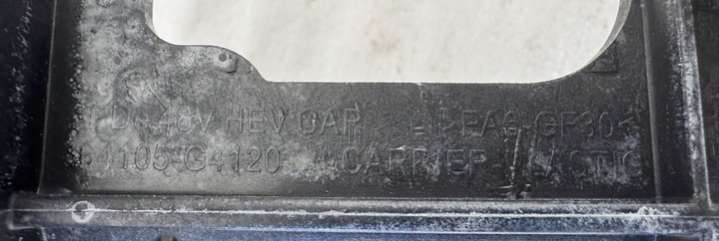 HEV CAR >PA6-GF30<
64105-G4120 CARRIER PLASTIC